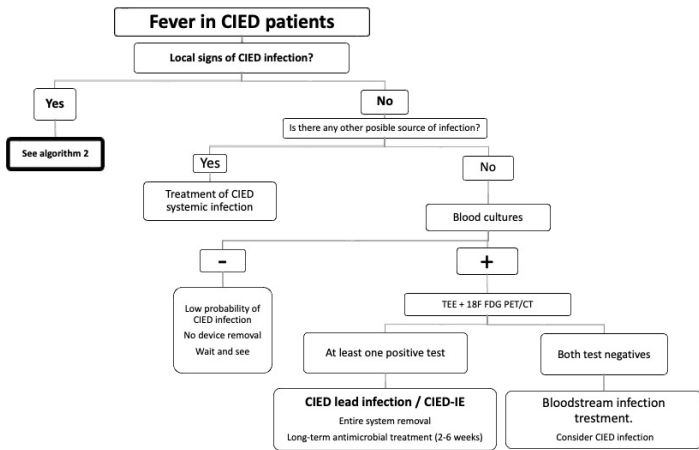 Fever in CIED patients
Local signs of CIED infection?
Yes
No
See algorithm 2
Is there any other posible source of infection?
Yes
No
Treatment of CIED
systemic infection
Blood cultures
-
+
Low probability of
CIED infection
No device removal
Wait and see
TEE + 18F FDG PET/CT
At least one positive test
Both test negatives
CIED lead infection / CIED-IE
Entire system removal
Long-term antimicrobial treatment (2-6 weeks)
Bloodstream infection
trestment.
Consider CIED infection